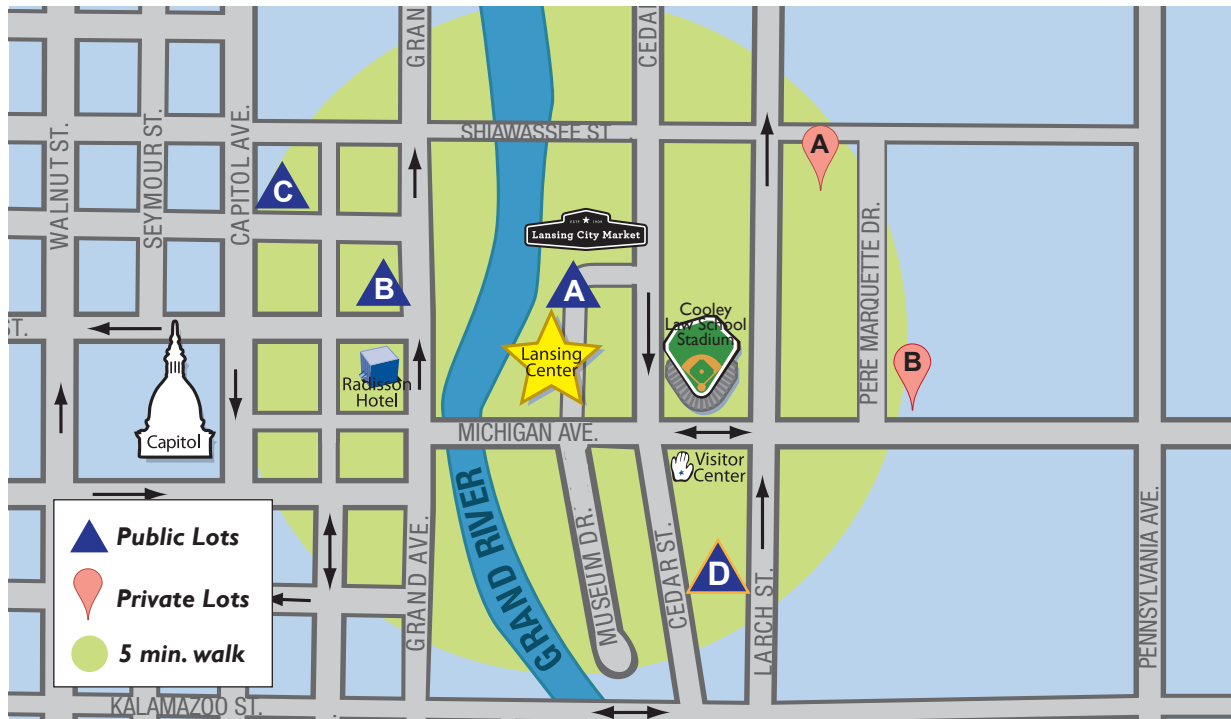 GRAN
CEDA
SHIAWASSEE ST.
WALNUT ST.
SEYMOUR ST.
CAPITOL AVE.
C
A
ESTD 1909
Lansing City Market
PERE MARQUETTE DR.
B
A
Cooley
Law School
Stadium
ST.
Lansing
Center
B
Radisson
Hotel
Capitol
MICHIGAN AVE.
Visitor
Center
Public Lots
Private Lots
5 min. walk
GRAND AVE.
GRAND RIVER
MUSEUM DR.
CEDAR ST.
D
LARCH ST.
PENNSYLVANIA AVE.
KALAMAZOO ST.